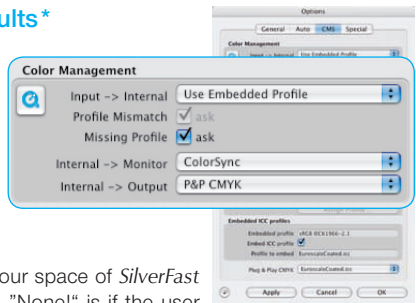 ults*
Options
General Auto CMS Special
Color Management
Color Management
Input -> Internal Use Embedded Profile
Profile Mismatch ask
Missing Profile ask
Internal -> Monitor ColorSync
Internal -> Output P&P CMYK
Embedded ICC profiles
Embedded profile sRGB IEC61966-2.1
Embed ICC profile
Profile to embed EuroscaleCoated.icc
Plug & Play CMYK EuroscaleCoated.icc
our space of SilverFast
"None!" is if the user
Apply Cancel OK